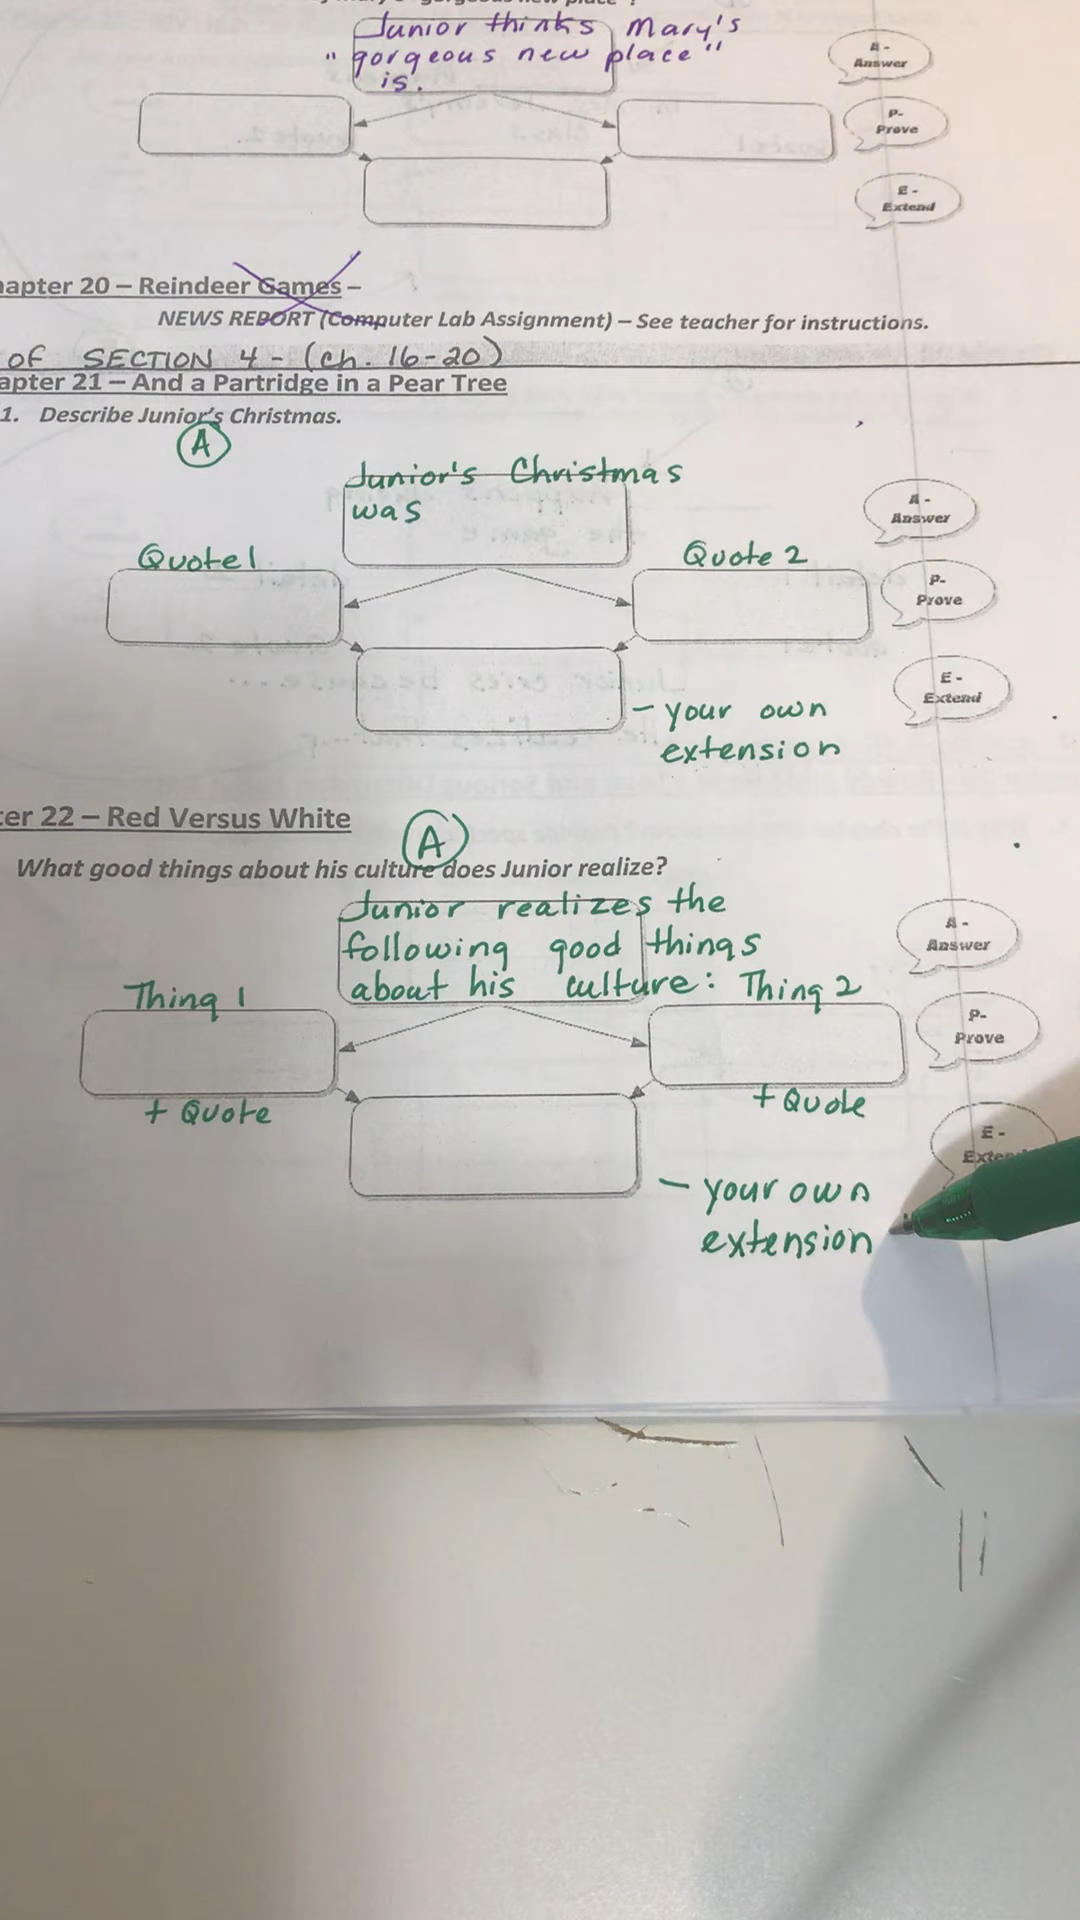 Junior thinks Mary's
"gorgeous new place"
is.
A-
Answer
P-
Prove
E-
Extend
apter 20 – Reindeer Games –
NEWS REPORT (Computer Lab Assignment) – See teacher for instructions.
of SECTION 4 - (ch. 16-20)
apter 21 – And a Partridge in a Pear Tree
1. Describe Junior's Christmas.
A
Junior's Christmas
was
A-
Answer
Quote 1
Quote 2
P-
Prove
E-
Extend
- your own
extension
er 22 – Red Versus White
A
What good things about his culture does Junior realize?
Junior realizes the
following good things
about his culture:
A-
Answer
Thing 1
Thing 2
P-
Prove
+ Quote
+ Quote
E-
- your own
extension